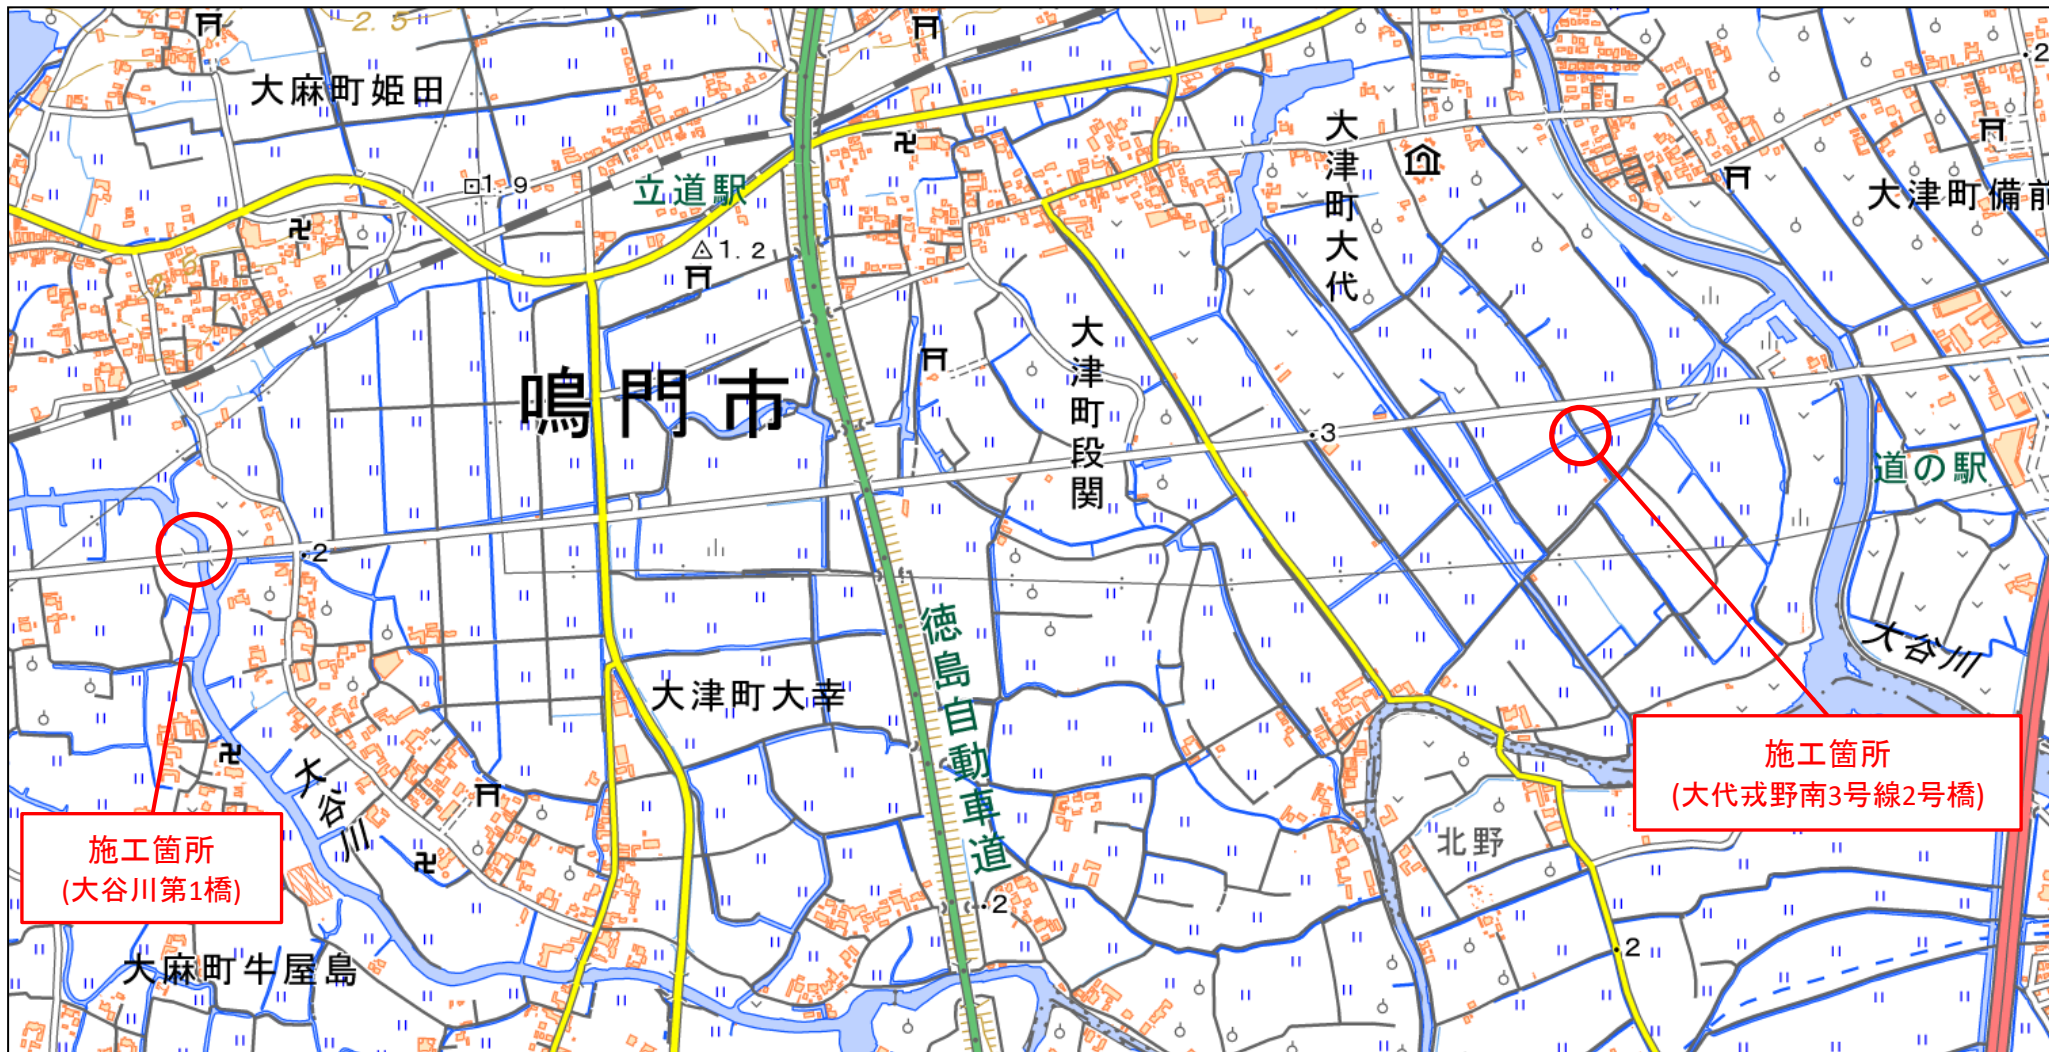 2.5
大麻町姫田
1.9
立道駅
1.2
大津町大代
大津町備前
2
鳴門市
大津町段関
3
道の駅
2
徳島自動車道
大津町大幸
大谷川
施工箇所
(大代戎野南3号線2号橋)
大谷川
北野
施工箇所
(大谷川第1橋)
2
2
大麻町牛屋島